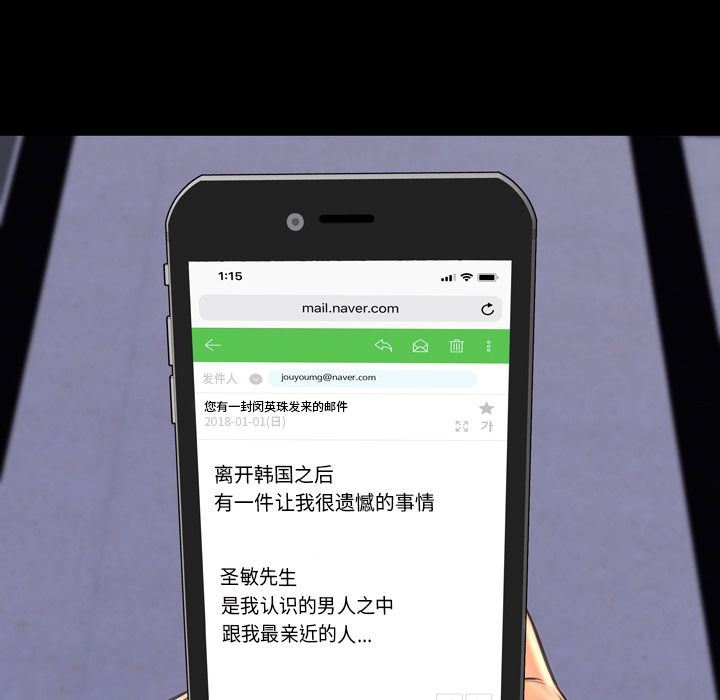 1:15
mail.naver.com
发件人 jouyoumg@naver.com
您有一封闵英珠发来的邮件
2018-01-01(日)
가
离开韩国之后
有一件让我很遗憾的事情
圣敏先生
是我认识的男人之中
跟我最亲近的人...